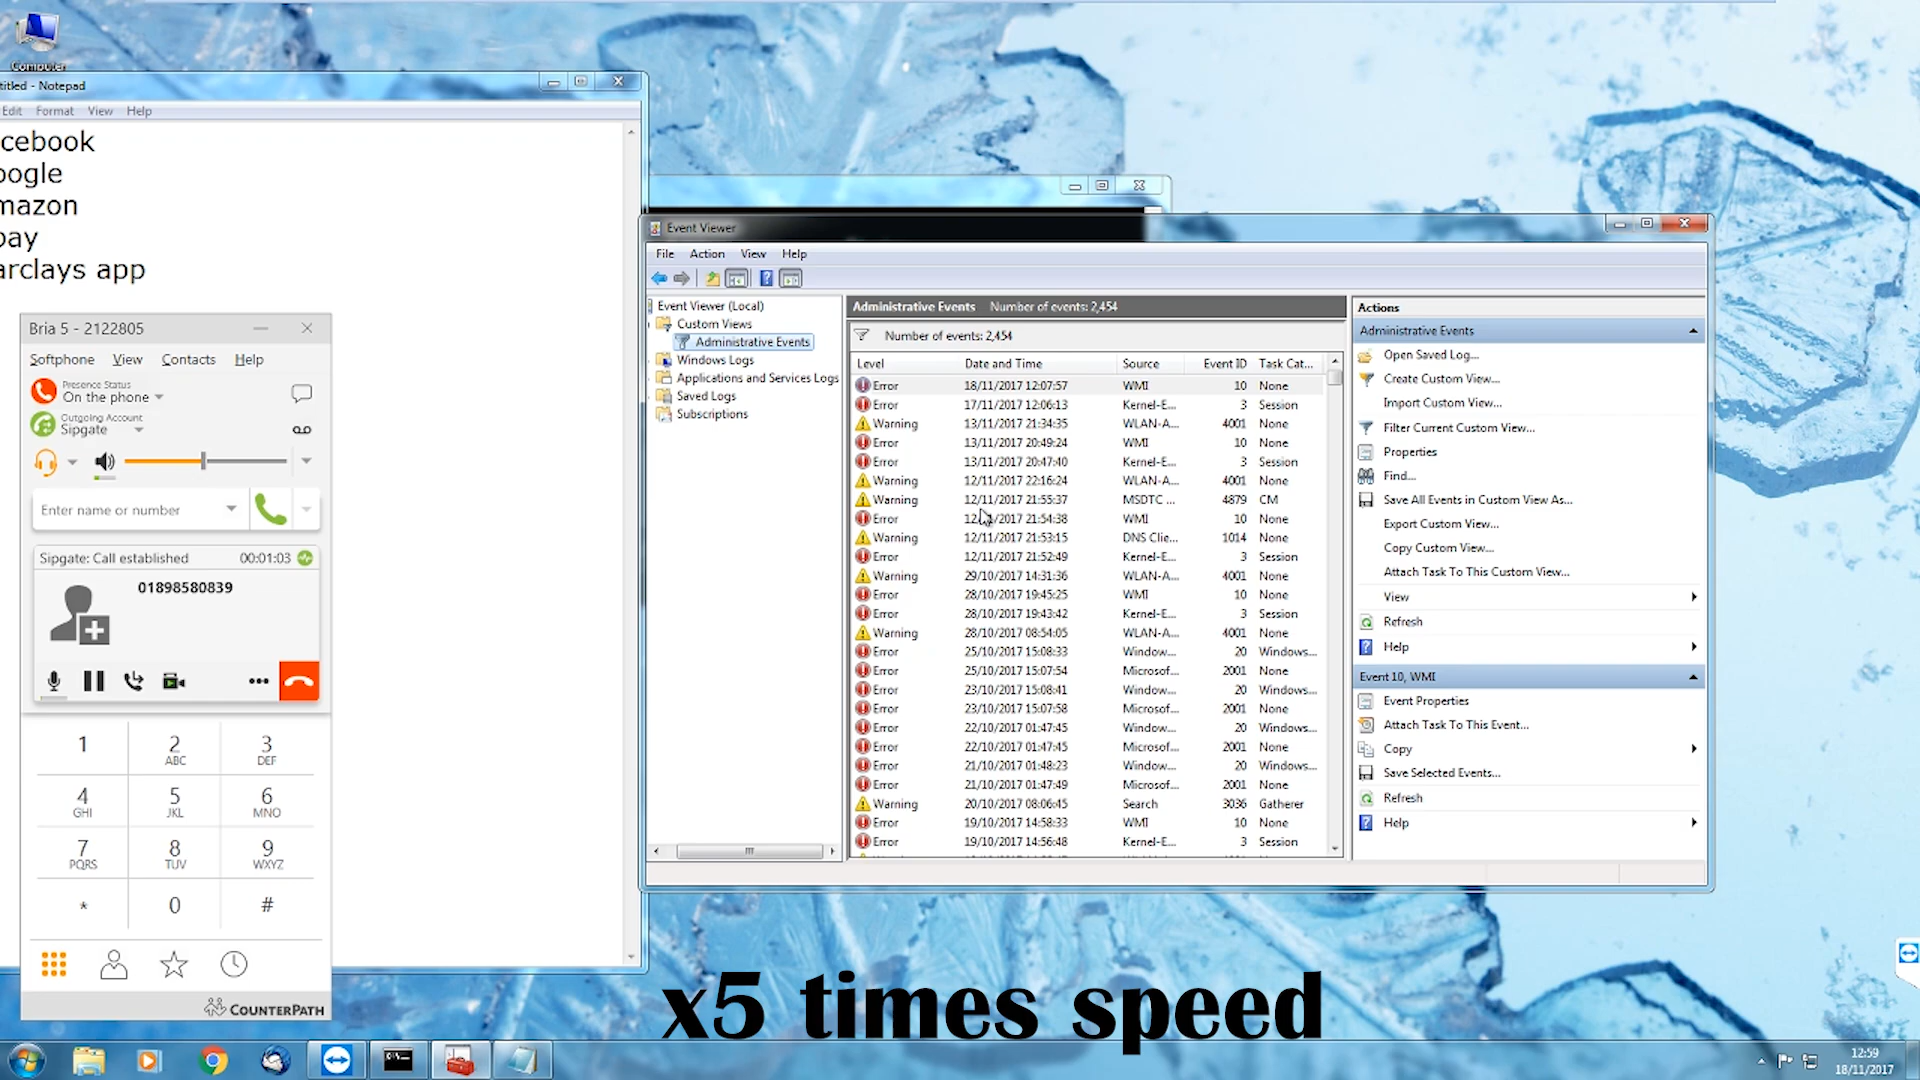 Computer
titled - Notepad
Edit Format View Help
cebook
oogle
mazon
bay
arclays app
Bria 5 - 2122805
Softphone View Contacts Help
Presence Status
On the phone
Outgoing Account
Sipgate
Enter name or number
Sipgate: Call established 00:01:03
01898580839
1
2 ABC
3 DEF
4 GHI
5 JKL
6 MNO
7 PQRS
8 TUV
9 WXYZ
*
0
#
COUNTERPATH
Event Viewer
File Action View Help
Event Viewer (Local)
Custom Views
Administrative Events
Windows Logs
Applications and Services Logs
Saved Logs
Subscriptions
Administrative Events Number of events: 2,454
Number of events: 2,454
Level Date and Time Source Event ID Task Cat...
Error 18/11/2017 12:07:57 WMI 10 None
Error 17/11/2017 12:06:13 Kernel-E... 3 Session
Warning 13/11/2017 21:34:35 WLAN-A... 4001 None
Error 13/11/2017 20:49:24 WMI 10 None
Error 13/11/2017 20:47:40 Kernel-E... 3 Session
Warning 12/11/2017 22:16:24 WLAN-A... 4001 None
Warning 12/11/2017 21:55:37 MSDTC ... 4879 CM
Error 12/11/2017 21:54:38 WMI 10 None
Warning 12/11/2017 21:53:15 DNS Clie... 1014 None
Error 12/11/2017 21:52:49 Kernel-E... 3 Session
Warning 29/10/2017 14:31:36 WLAN-A... 4001 None
Error 28/10/2017 19:45:25 WMI 10 None
Error 28/10/2017 19:43:42 Kernel-E... 3 Session
Warning 28/10/2017 08:54:05 WLAN-A... 4001 None
Error 25/10/2017 15:08:33 Window... 20 Windows...
Error 25/10/2017 15:07:54 Microsof... 2001 None
Error 23/10/2017 15:08:41 Window... 20 Windows...
Error 23/10/2017 15:07:58 Microsof... 2001 None
Error 22/10/2017 01:47:45 Window... 20 Windows...
Error 22/10/2017 01:47:45 Microsof... 2001 None
Error 21/10/2017 01:48:23 Window... 20 Windows...
Error 21/10/2017 01:47:49 Microsof... 2001 None
Warning 20/10/2017 08:06:45 Search 3036 Gatherer
Error 19/10/2017 14:58:33 WMI 10 None
Error 19/10/2017 14:56:48 Kernel-E... 3 Session
Actions
Administrative Events
Open Saved Log...
Create Custom View...
Import Custom View...
Filter Current Custom View...
Properties
Find...
Save All Events in Custom View As...
Export Custom View...
Copy Custom View...
Attach Task To This Custom View...
View
Refresh
Help
Event 10, WMI
Event Properties
Attach Task To This Event...
Copy
Save Selected Events...
Refresh
Help
x5 times speed
12:59
18/11/2017